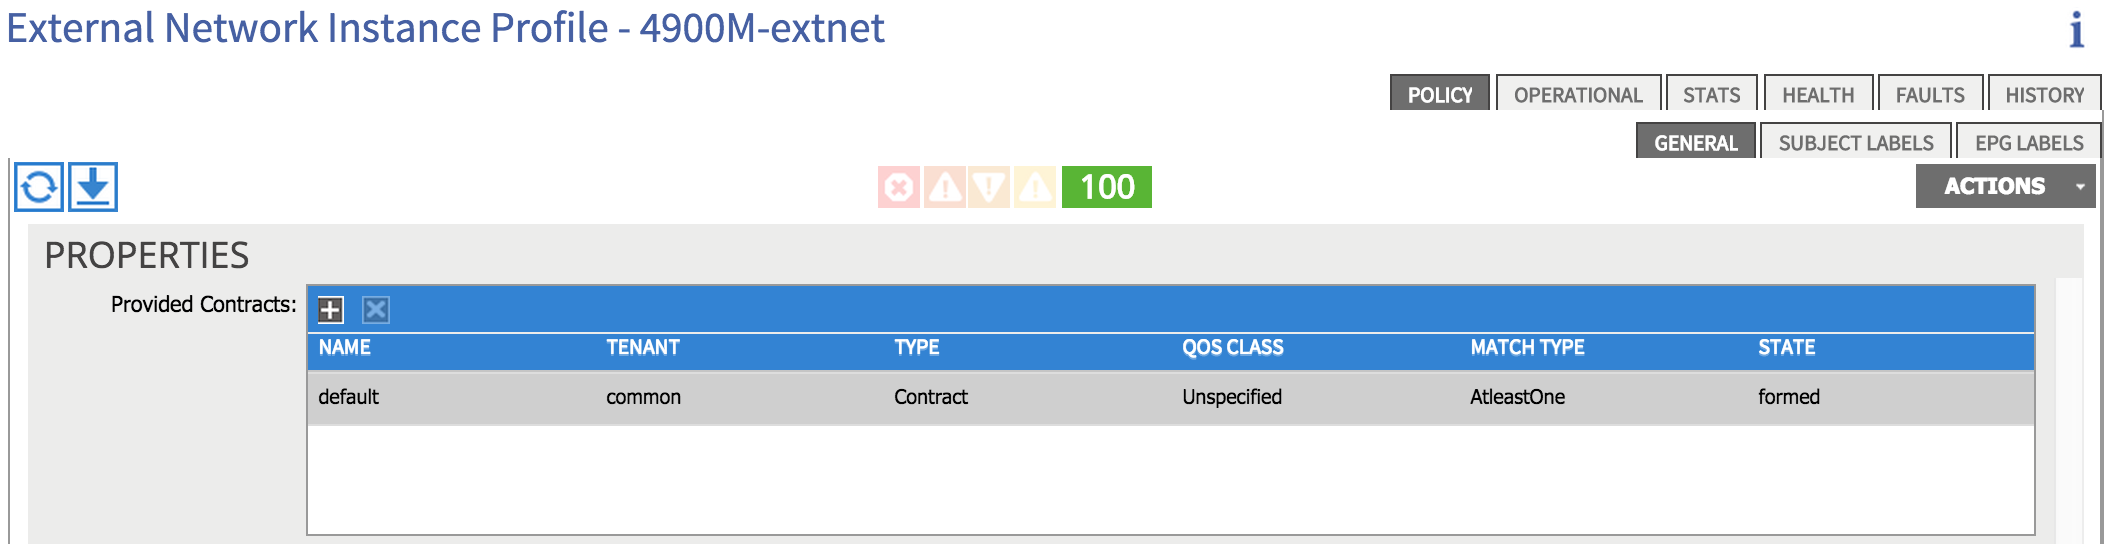 External Network Instance Profile - 4900M-extnet
i
POLICY OPERATIONAL STATS HEALTH FAULTS HISTORY
GENERAL SUBJECT LABELS EPG LABELS
100 ACTIONS
PROPERTIES
Provided Contracts:
NAME TENANT TYPE QOS CLASS MATCH TYPE STATE
default common Contract Unspecified AtleastOne formed